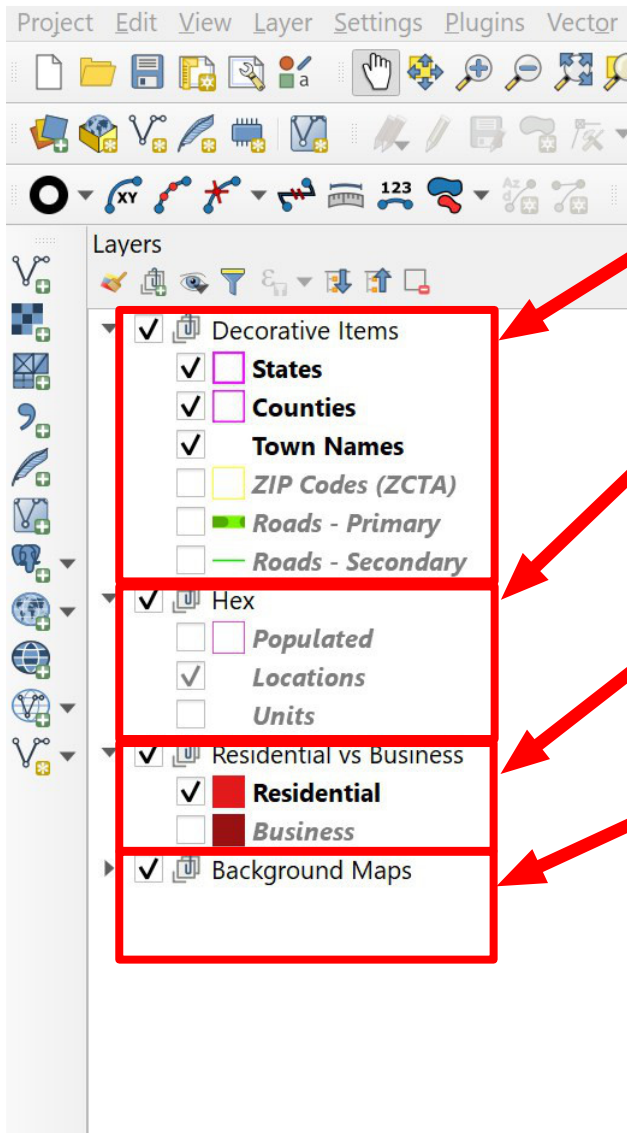 Project Edit View Layer Settings Plugins Vector
a
XY 123 Az
d
Layers
Decorative Items
States
Counties
Town Names
ZIP Codes (ZCTA)
Roads - Primary
Roads - Secondary
Hex
Populated
Locations
Units
Residential vs Business
Residential
Business
Background Maps